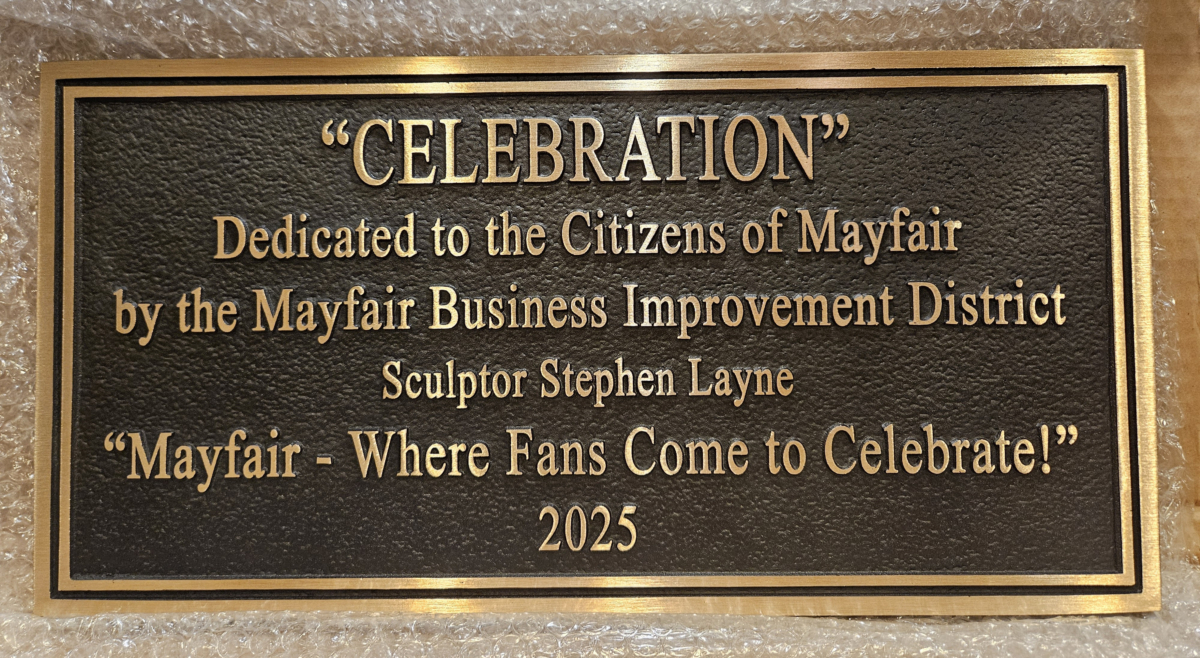 “CELEBRATION”
Dedicated to the Citizens of Mayfair
by the Mayfair Business Improvement District
Sculptor Stephen Layne
“Mayfair - Where Fans Come to Celebrate!”
2025